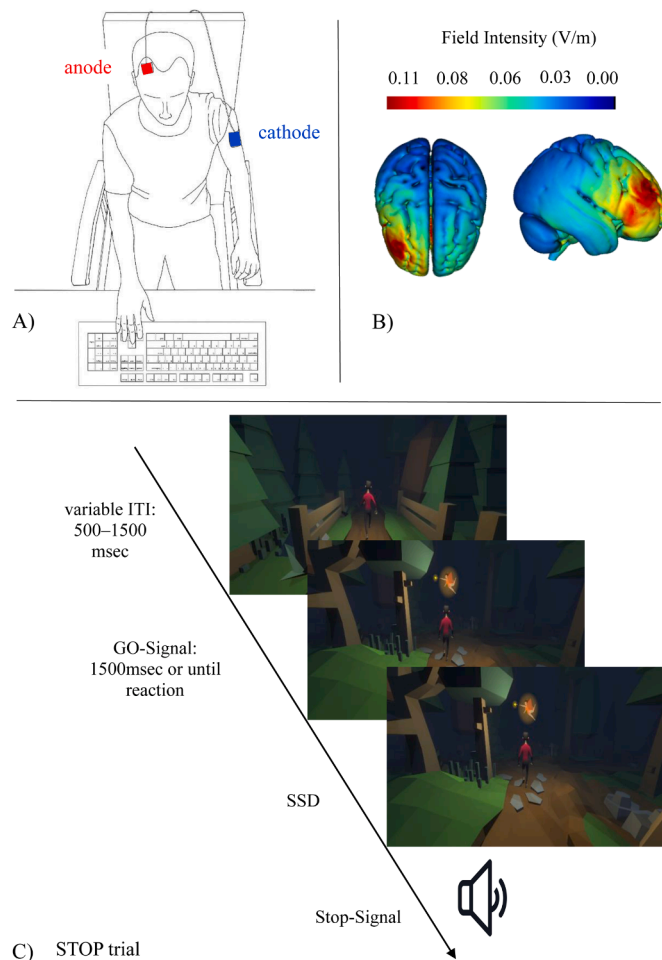 anode
cathode
A)
Field Intensity (V/m)
0.11 0.08 0.06 0.03 0.00
B)
variable ITI:
500–1500
msec
GO-Signal:
1500msec or until
reaction
SSD
Stop-Signal
C) STOP trial